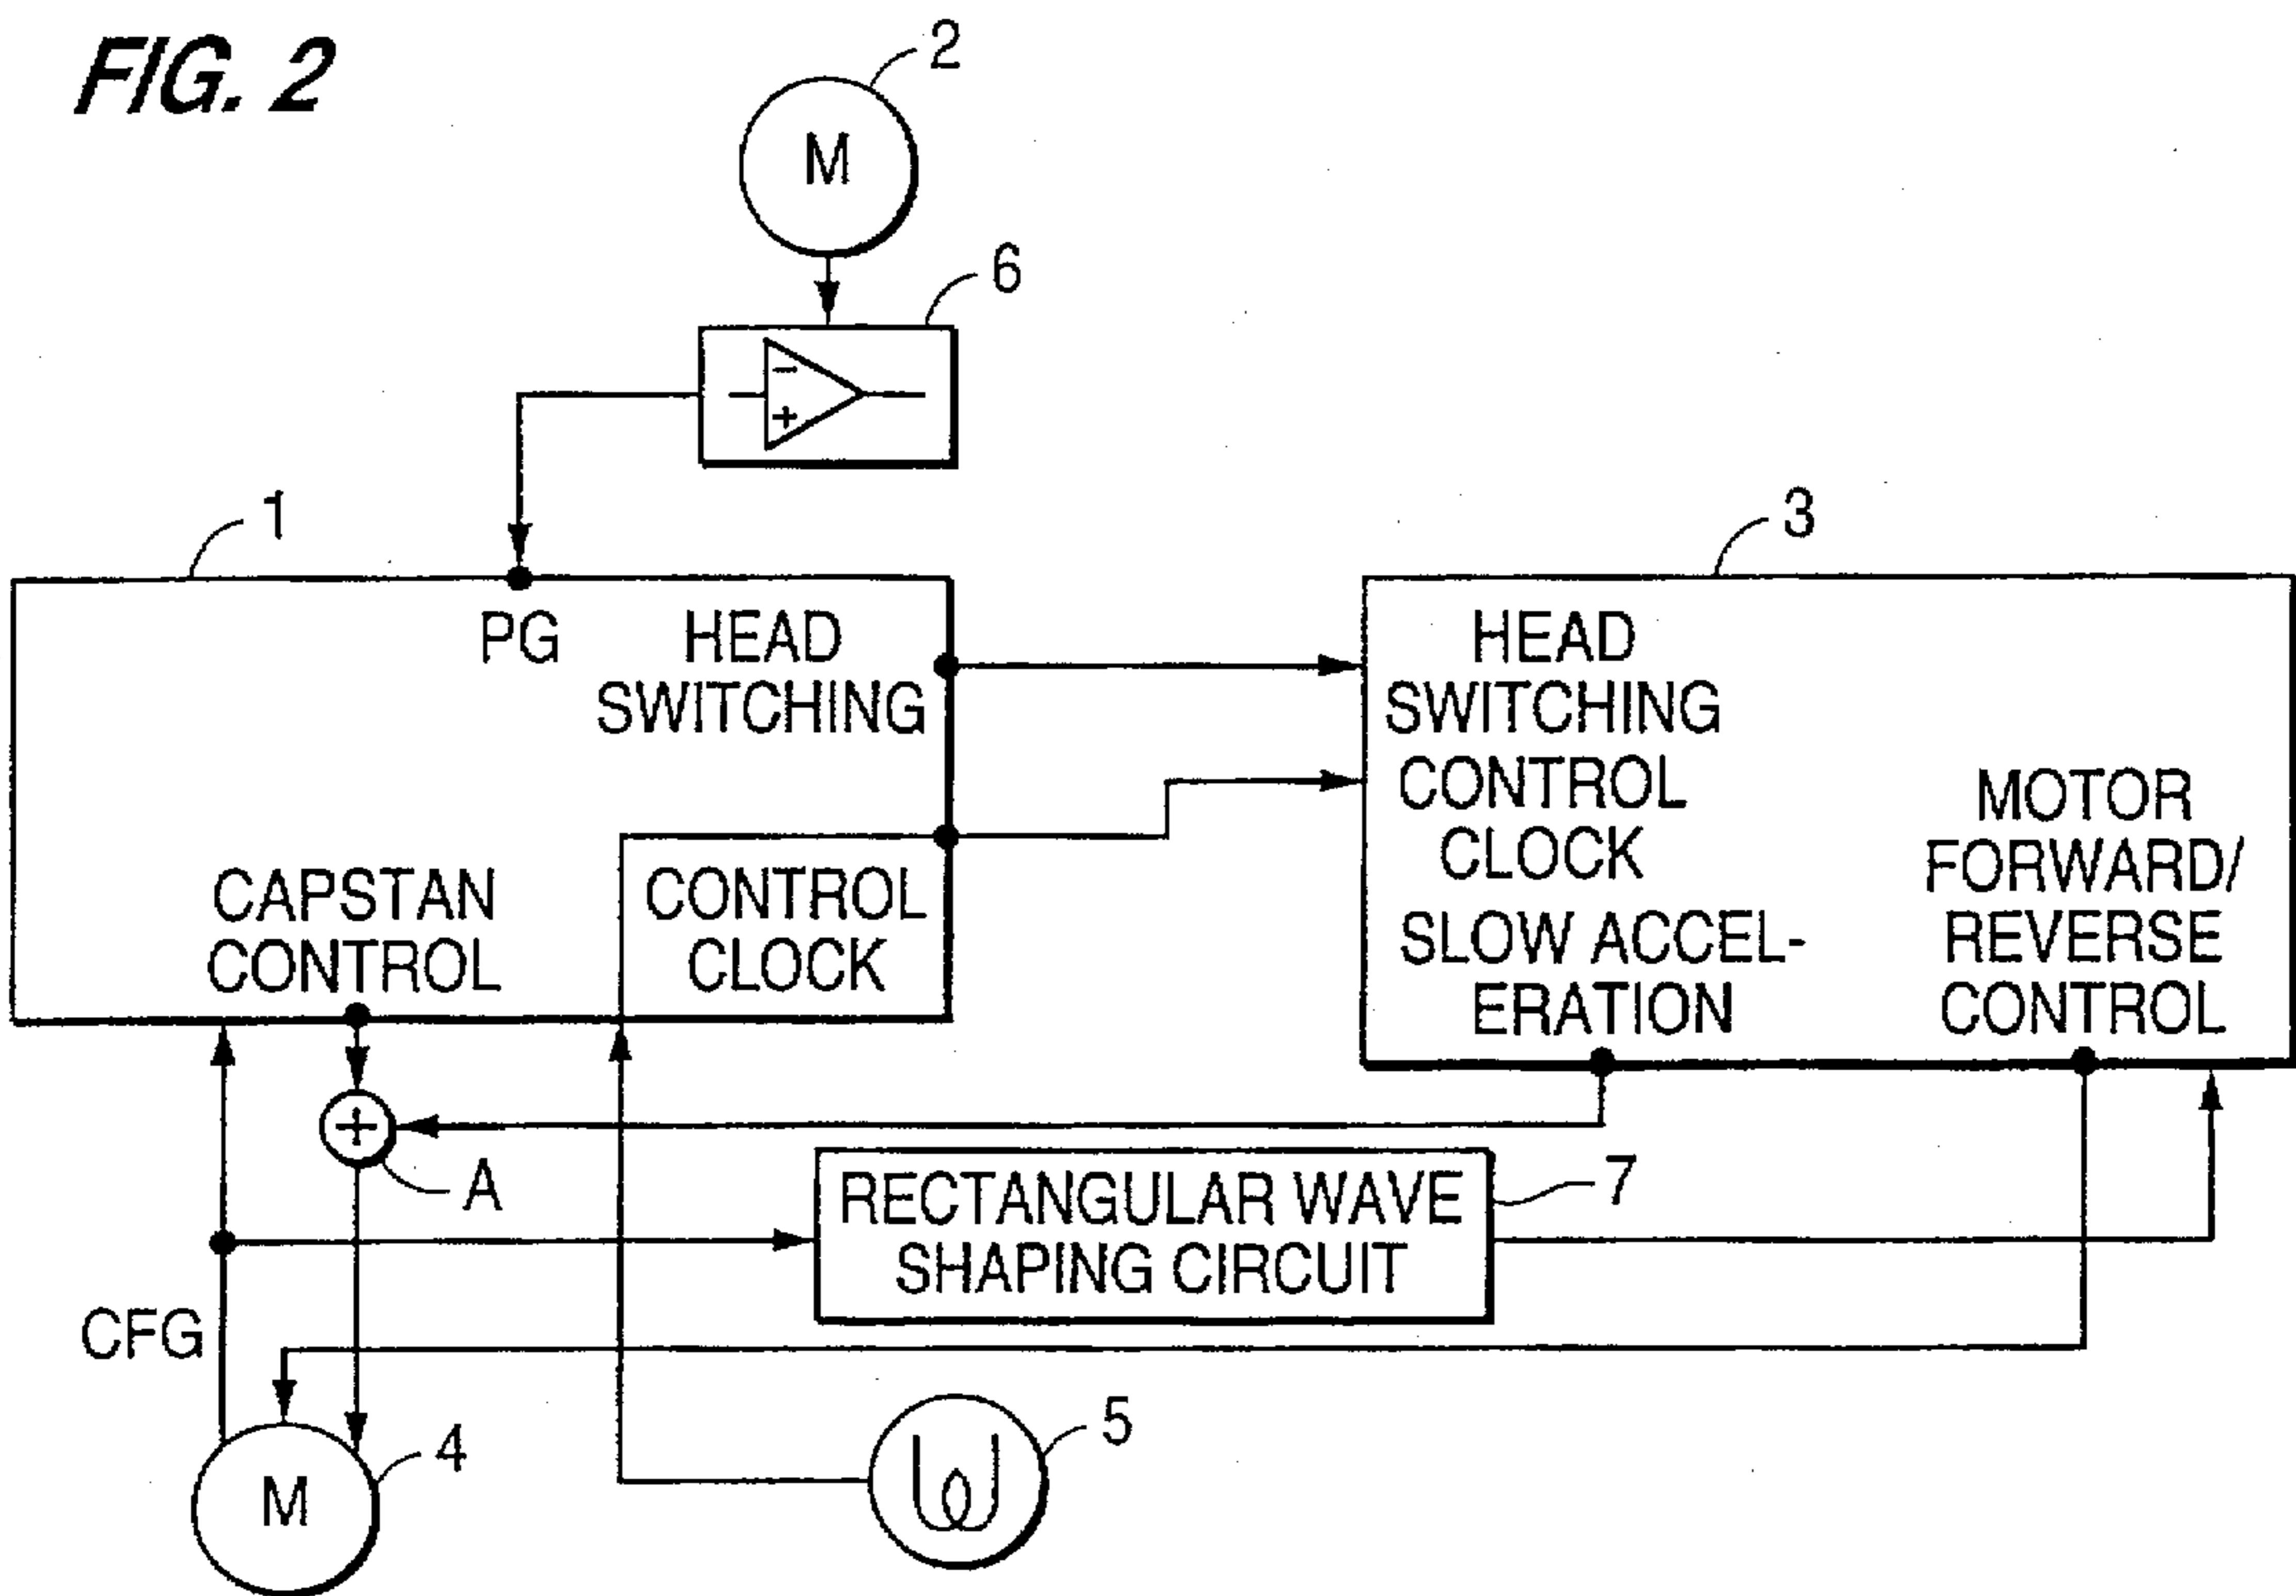 FIG. 2
2
M
6
-
+
1
3
PG
HEAD
SWITCHING
HEAD
SWITCHING
CONTROL
CLOCK
MOTOR
FORWARD/
REVERSE
CONTROL
CAPSTAN
CONTROL
CONTROL
CLOCK
SLOW ACCEL-
ERATION
+
A
RECTANGULAR WAVE
SHAPING CIRCUIT
7
CFG
4
M
5